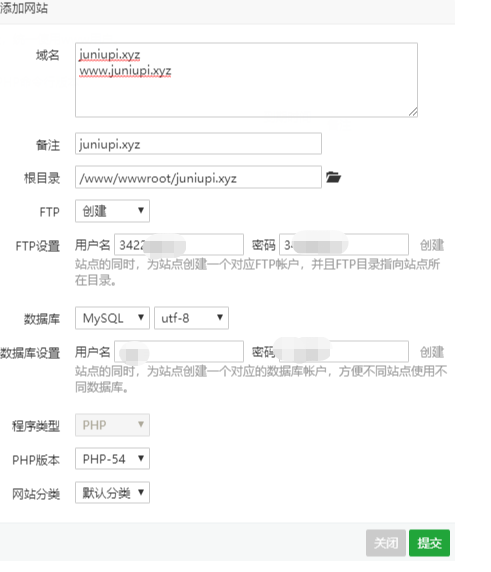 添加网站
域名 juniupi.xyz
www.juniupi.xyz
备注 juniupi.xyz
根目录 /www/wwwroot/juniupi.xyz
FTP 创建
FTP设置 用户名 3422 密码 创建
站点的同时，为站点创建一个对应FTP帐户，并且FTP目录指向站点所
在目录。
数据库 MySQL utf-8
数据库设置 用户名 密码 创建
站点的同时，为站点创建一个对应的数据库帐户，方便不同站点使用不
同数据库。
程序类型 PHP
PHP版本 PHP-54
网站分类 默认分类
关闭 提交